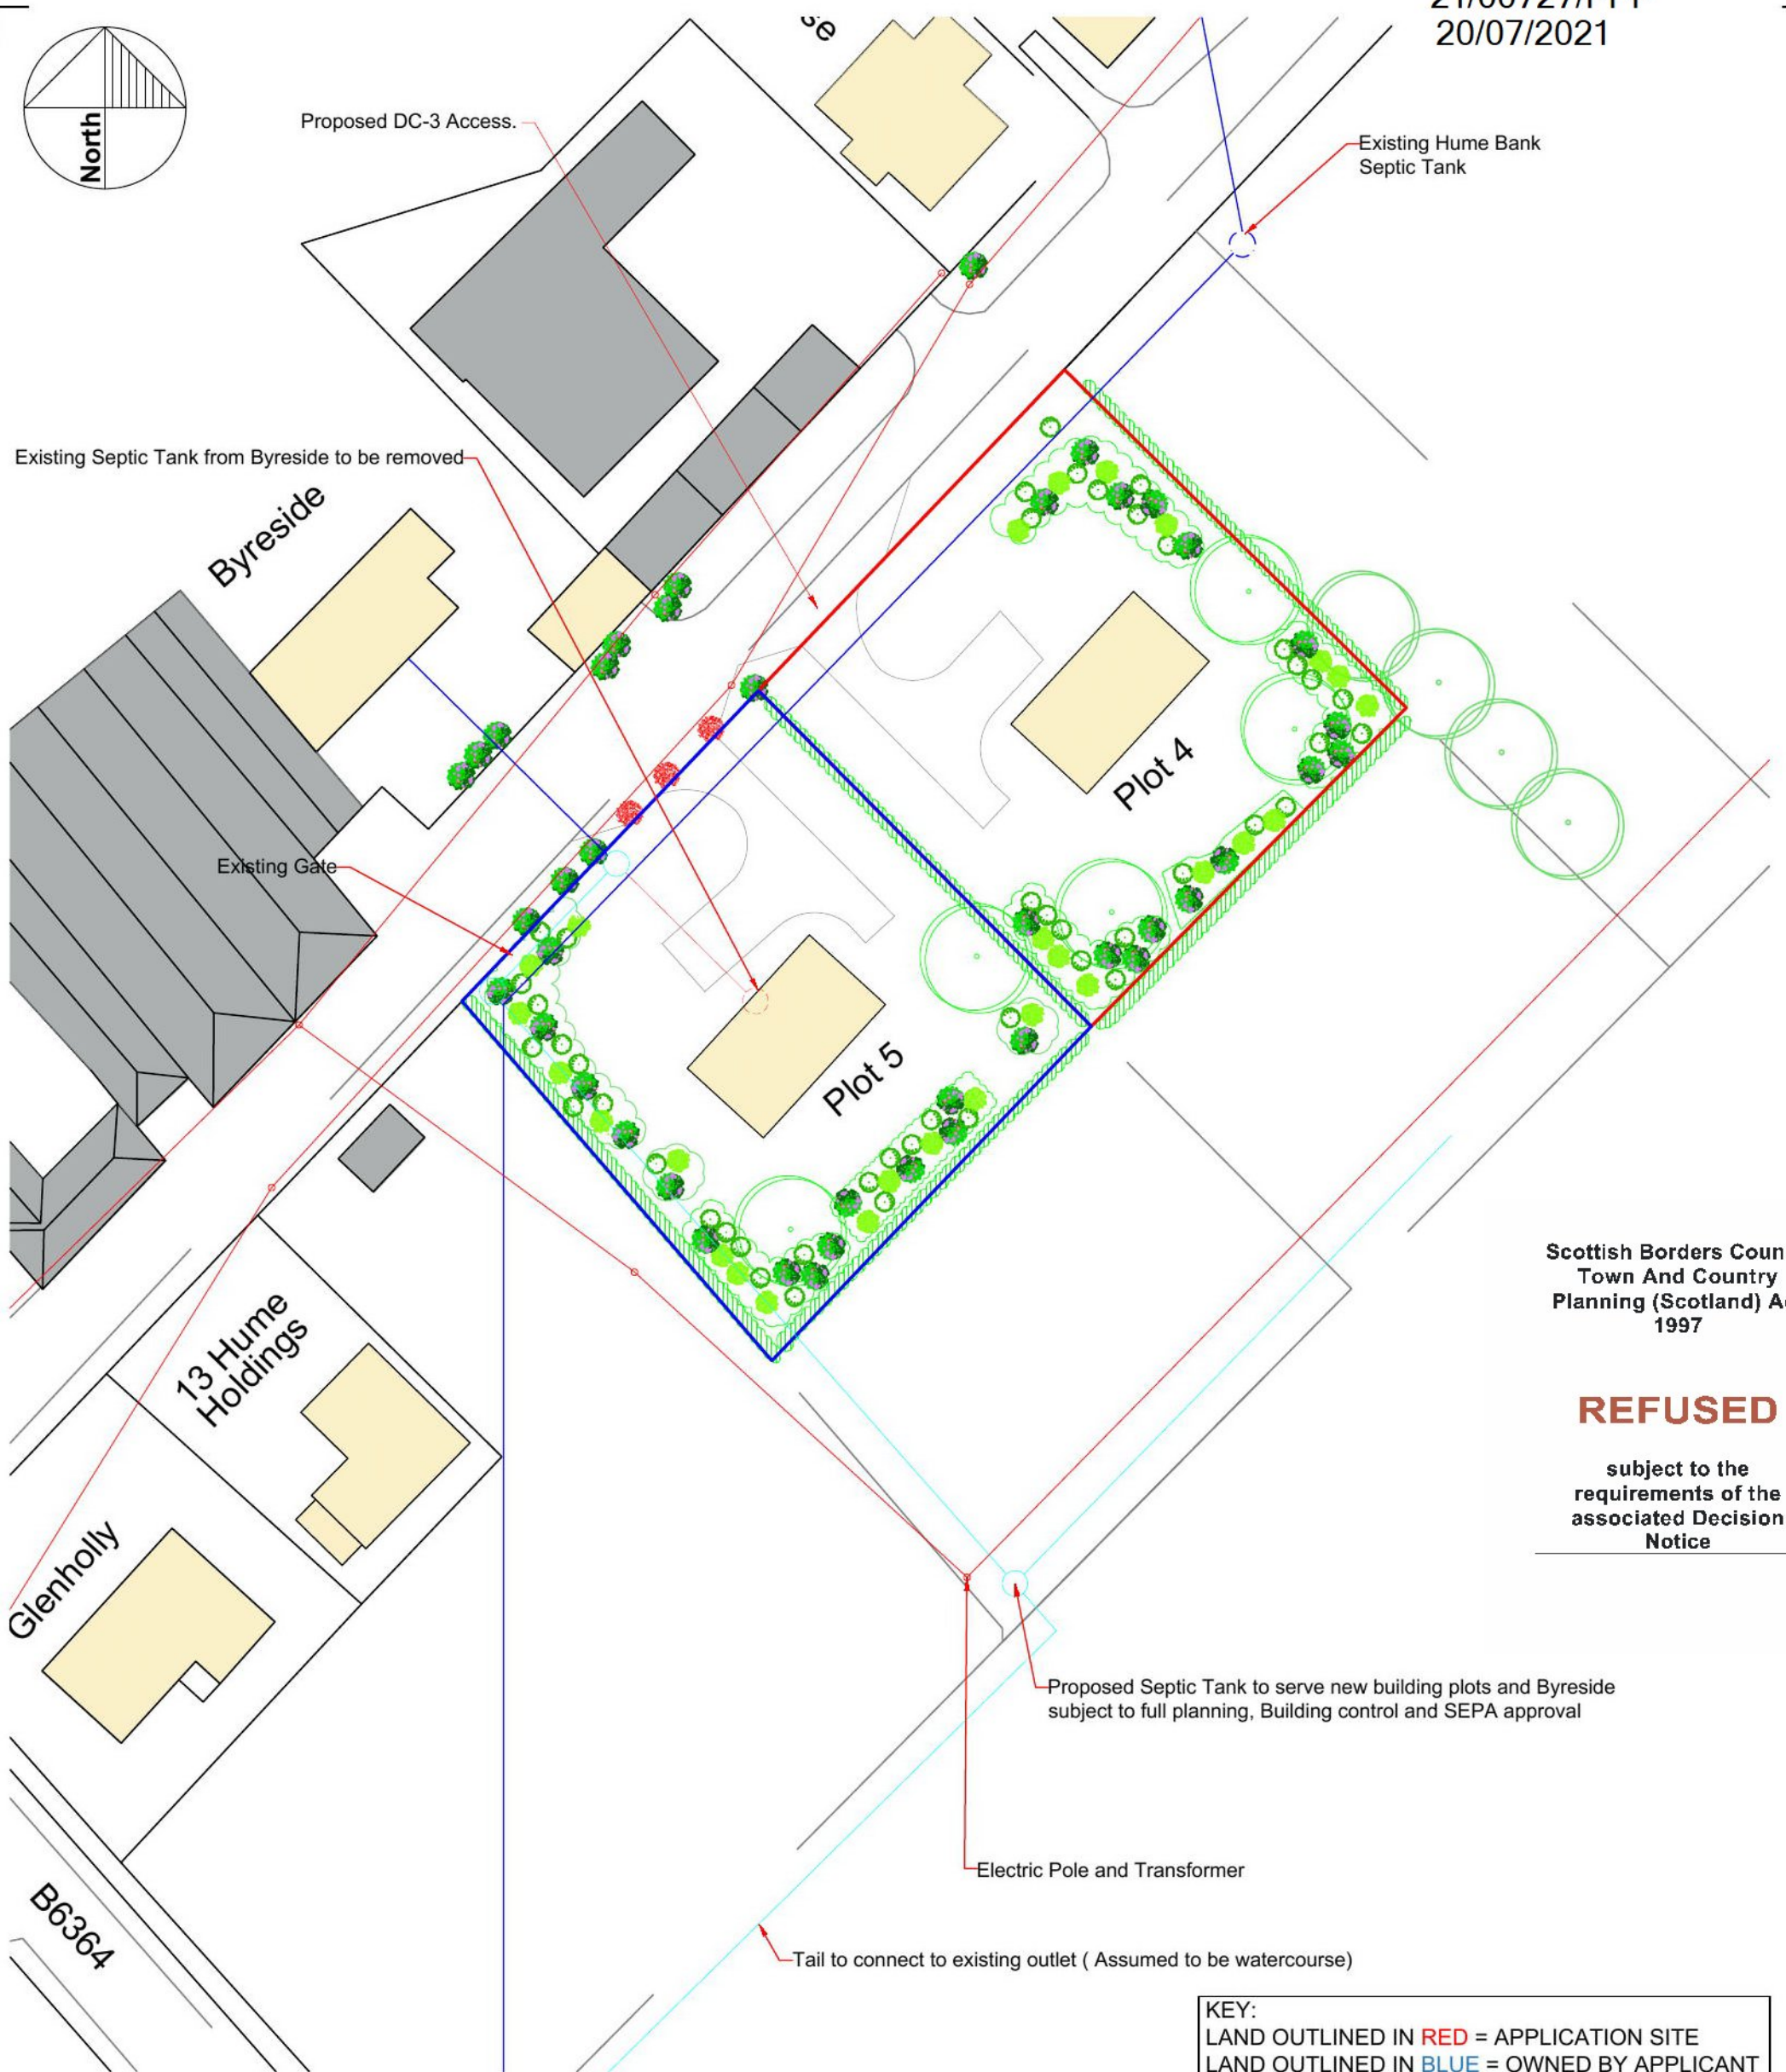 20/07/2021
North
Proposed DC-3 Access.
Existing Hume Bank
Septic Tank
Existing Septic Tank from Byreside to be removed
Byreside
Plot 4
Existing Gate
Plot 5
13 Hume
Holdings
Glenholly
B6364
Scottish Borders
Town And Country
Planning (Scotland)
1997
REFUSED
subject to the
requirements of the
associated Decision
Notice
Proposed Septic Tank to serve new building plots and Byreside
subject to full planning, Building control and SEPA approval
Electric Pole and Transformer
Tail to connect to existing outlet ( Assumed to be watercourse)
KEY:
LAND OUTLINED IN RED = APPLICATION SITE
LAND OUTLINED IN BLUE = OWNED BY APPLICANT